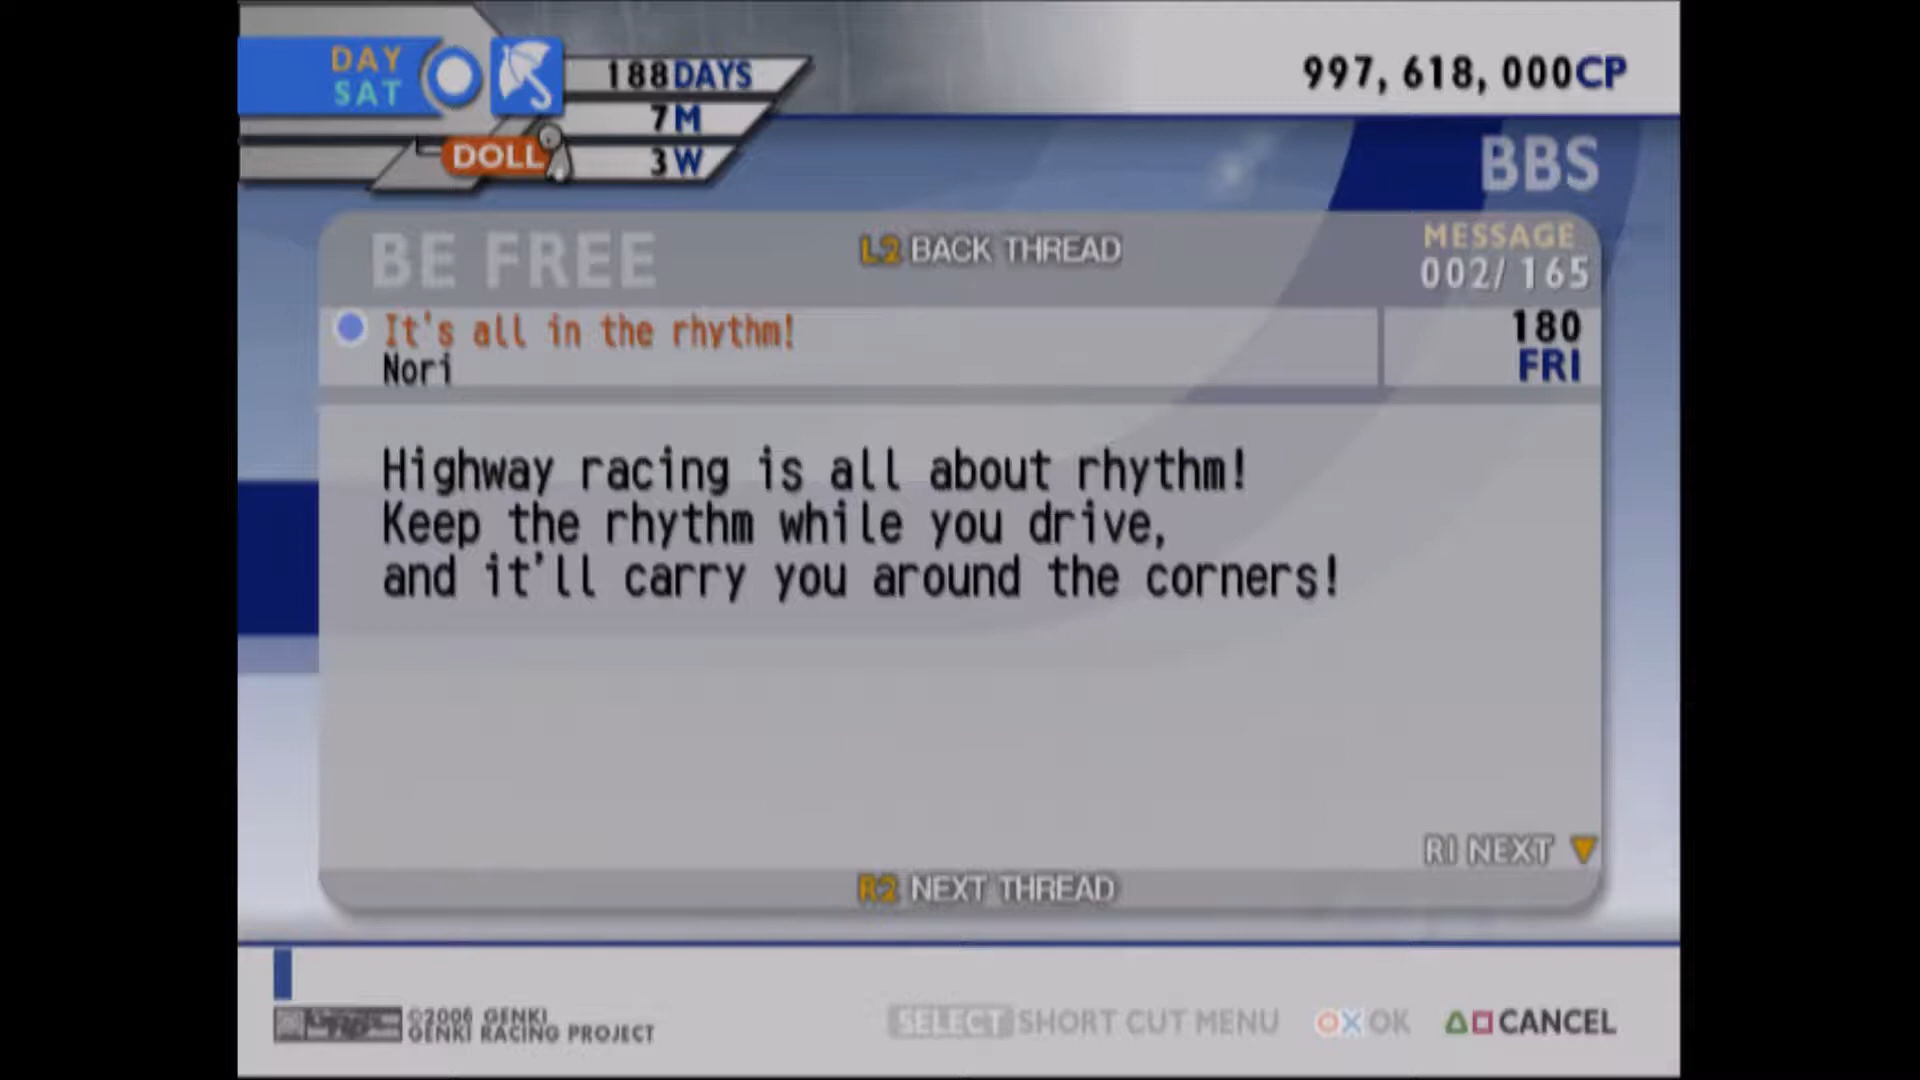 DAY
SAT
188DAYS
7M
3W
DOLL
997,618,000CP
BBS
BE FREE
L2 BACK THREAD
MESSAGE
002/165
It's all in the rhythm!
Nori
180
FRI
Highway racing is all about rhythm!
Keep the rhythm while you drive,
and it'll carry you around the corners!
R1 NEXT
R2 NEXT THREAD
©2006 GENKI
GENKI RACING PROJECT
SELECT SHORT CUT MENU
OX OK
△□ CANCEL